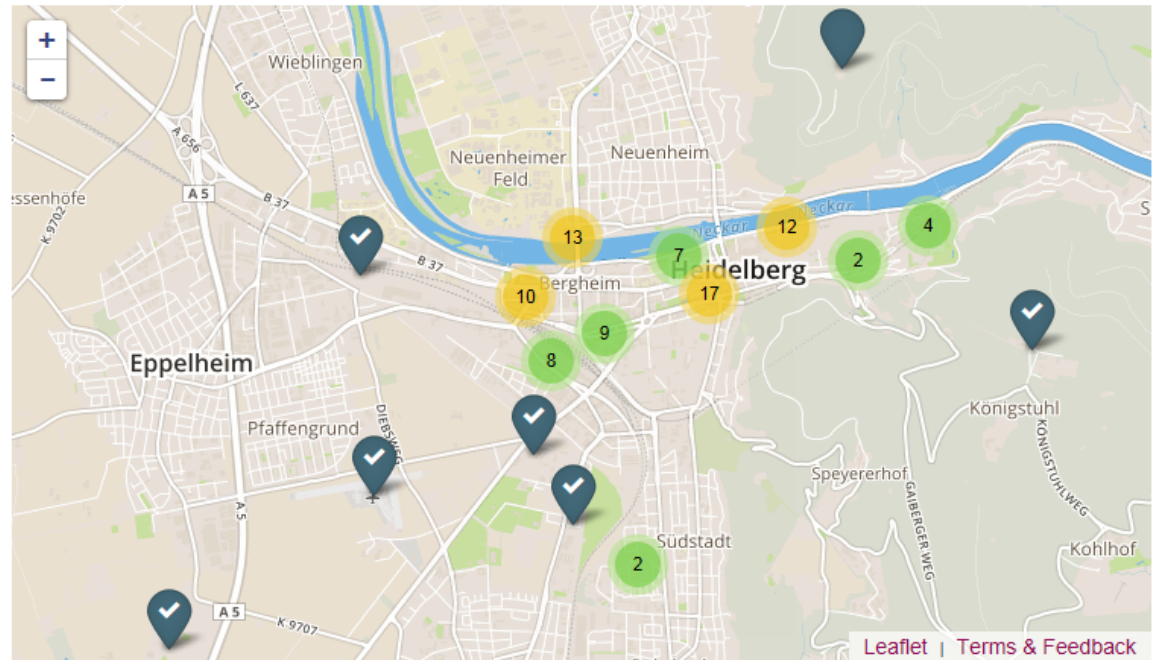 +
−
Wieblingen
L 637
A 656
Neuenheimer
Feld
Neuenheim
essenhöfe
A 5
B 37
K 9702
S
Neckar
Neckar
13
12
4
7
2
B 37
Heidelberg
Bergheim
10
17
9
8
Eppelheim
Königstuhl
DIEBSWEG
Pfaffengrund
KÖNIGSTUHLWEG
Speyererhof
GAIBERGER WEG
A 5
Südstadt
Kohlhof
2
A 5
K 9707
Leaflet | Terms & Feedback